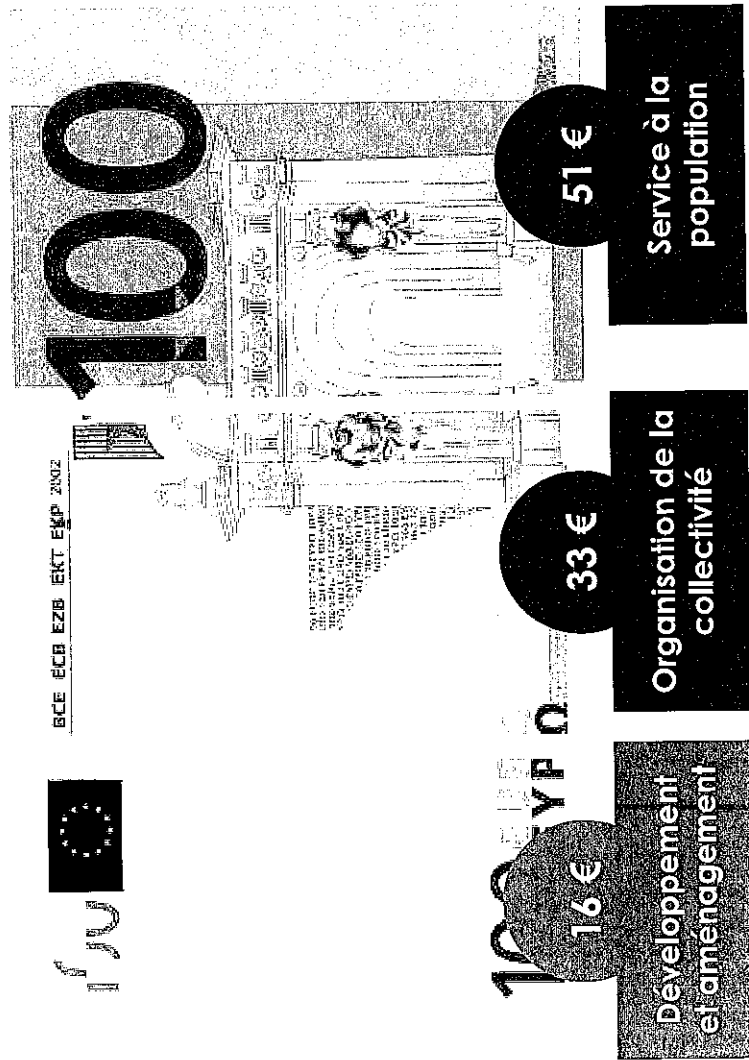 BCE ECB EZB EKT EKP 2002
100
16 €
Développement
et aménagement
33 €
Organisation de la
collectivité
51 €
Service à la
population